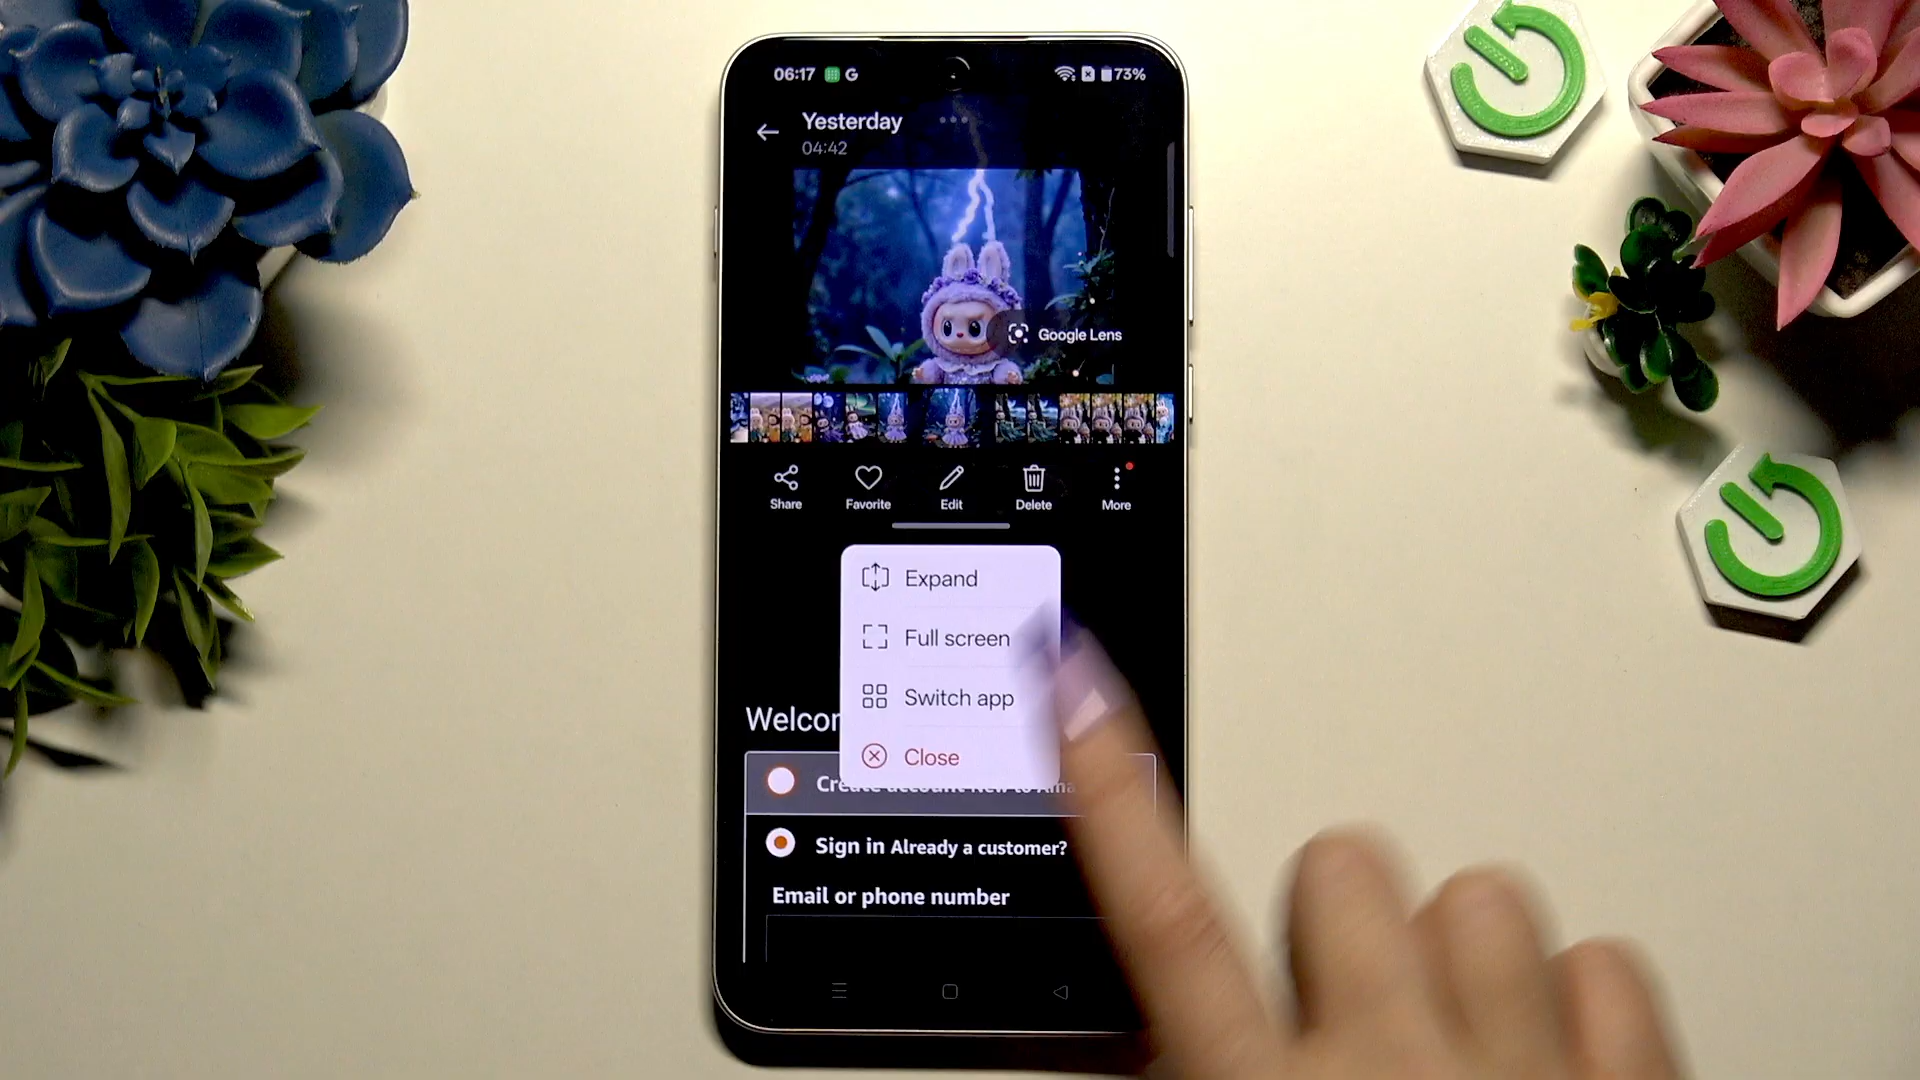 06:17 G 73%
Yesterday
04:42
Google Lens
Share Favorite Edit Delete More
Expand
Full screen
Switch app
Close
Welcom
Create account New to Ama
Sign in Already a customer?
Email or phone number